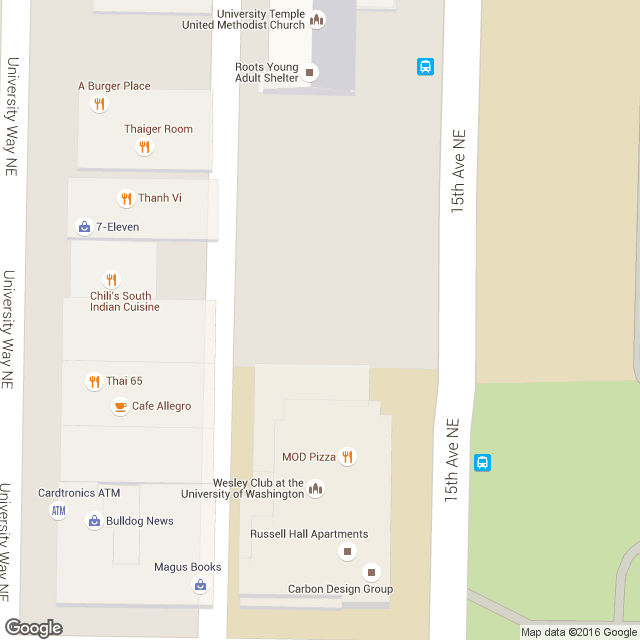 University Temple
United Methodist Church
Roots Young
Adult Shelter
A Burger Place
Thaiger Room
University Way NE
15th Ave NE
Thanh Vi
7-Eleven
Chili's South
Indian Cuisine
University Way NE
Thai 65
Cafe Allegro
MOD Pizza
15th Ave NE
Wesley Club at the
University of Washington
Cardtronics ATM
ATM
Bulldog News
University Way NE
Russell Hall Apartments
Magus Books
Carbon Design Group
Google
Map data ©2016 Google